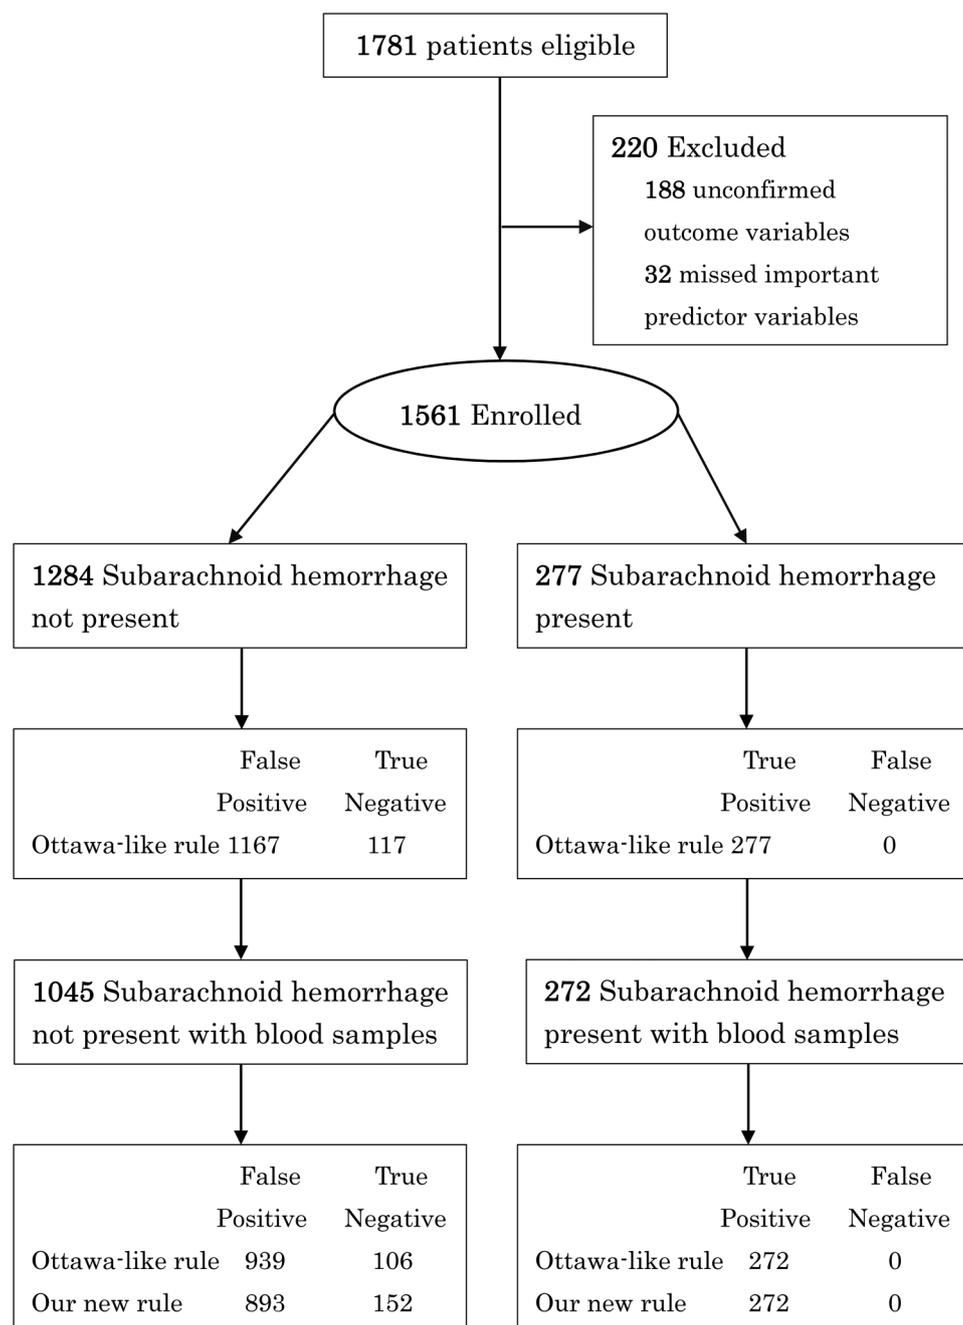 1781 patients eligible
220 Excluded
188 unconfirmed
outcome variables
32 missed important
predictor variables
1561 Enrolled
1284 Subarachnoid hemorrhage
not present
277 Subarachnoid hemorrhage
present
False True
Positive Negative
Ottawa-like rule 1167 117
True False
Positive Negative
Ottawa-like rule 277 0
1045 Subarachnoid hemorrhage
not present with blood samples
272 Subarachnoid hemorrhage
present with blood samples
False True
Positive Negative
Ottawa-like rule 939 106
Our new rule 893 152
True False
Positive Negative
Ottawa-like rule 272 0
Our new rule 272 0